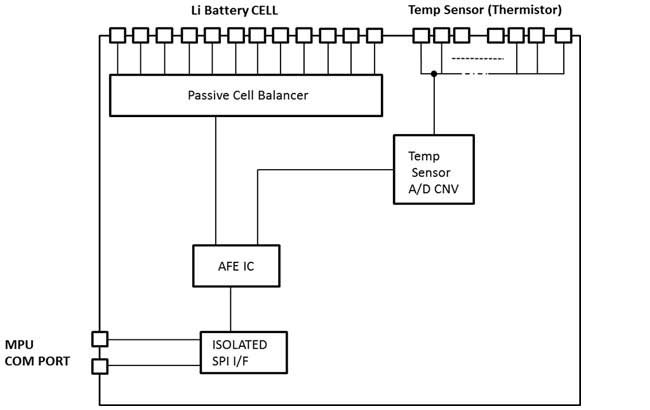 Li Battery CELL
Temp Sensor (Thermistor)
Passive Cell Balancer
Temp
Sensor
A/D CNV
AFE IC
MPU
COM PORT
ISOLATED
SPI I/F